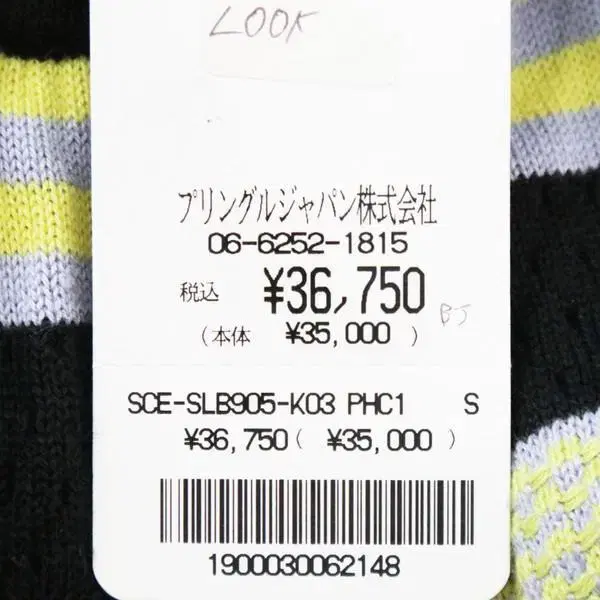 LOOK
プリングルジャパン株式会社
06-6252-1815
税込 ¥36,750
BJ
(本体 ¥35,000 )
SCE-SLB905-K03 PHC1 S
¥36,750( ¥35,000 )
1900030062148